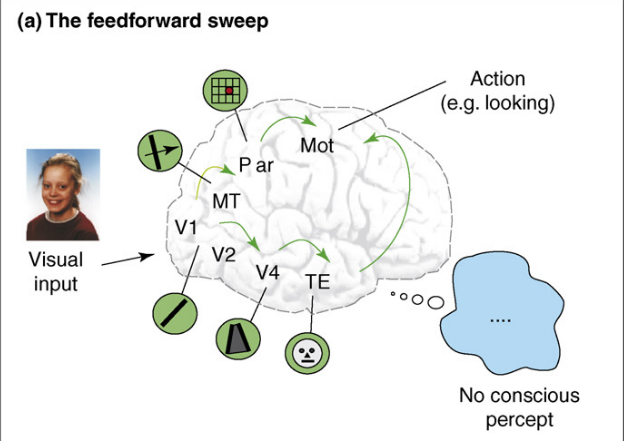 (a) The feedforward sweep
Action
(e.g. looking)
Mot
P ar
MT
V1
V2
V4
TE
Visual
input
....
No conscious
percept